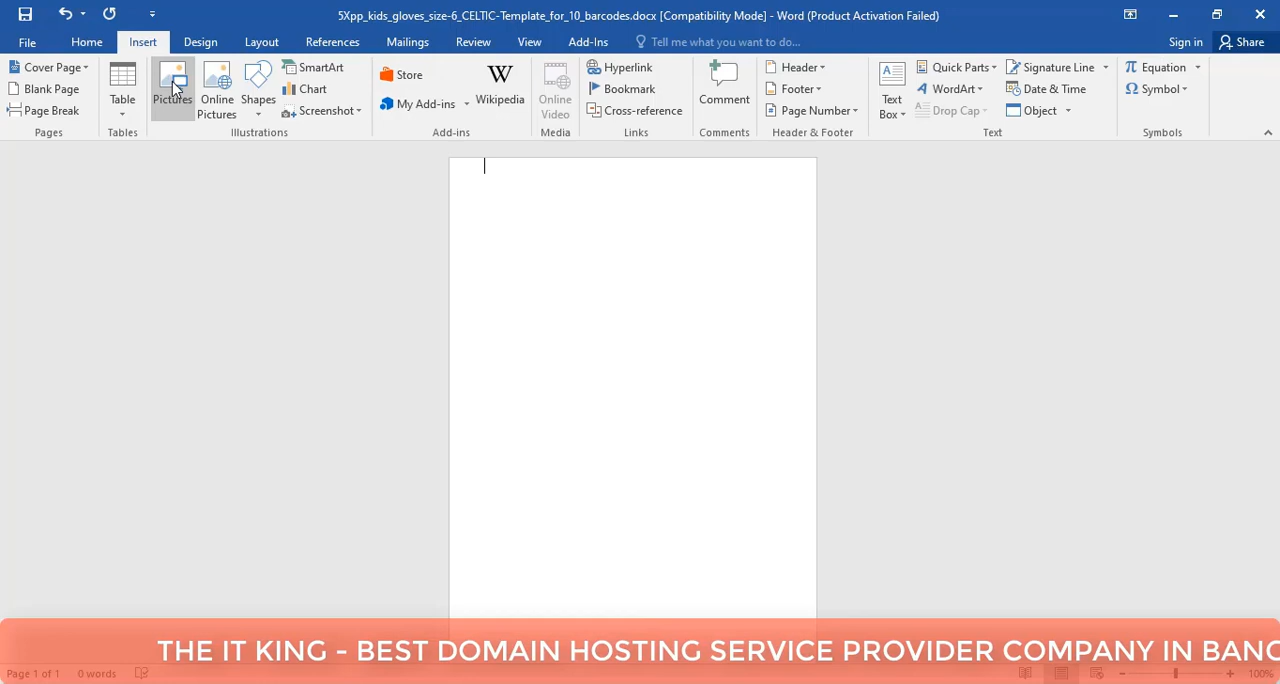 5Xpp_kids_gloves_size-6_CELTIC-Template_for_10_barcodes.docx [Compatibility Mode] - Word (Product Activation Failed)
File Home Insert Design Layout References Mailings Review View Add-Ins Tell me what you want to do... Sign in Share
Cover Page
Blank Page
Page Break
Pages
Table
Tables
Pictures
Online Pictures
Shapes
SmartArt
Chart
Screenshot
Illustrations
Store
My Add-ins
Wikipedia
Add-ins
Online Video
Media
Hyperlink
Bookmark
Cross-reference
Links
Comment
Comments
Header
Footer
Page Number
Header & Footer
Text Box
Quick Parts
WordArt
Drop Cap
Signature Line
Date & Time
Object
Text
Equation
Symbol
Symbols
THE IT KING - BEST DOMAIN HOSTING SERVICE PROVIDER COMPANY IN BANG
Page 1 of 1 0 words 100%